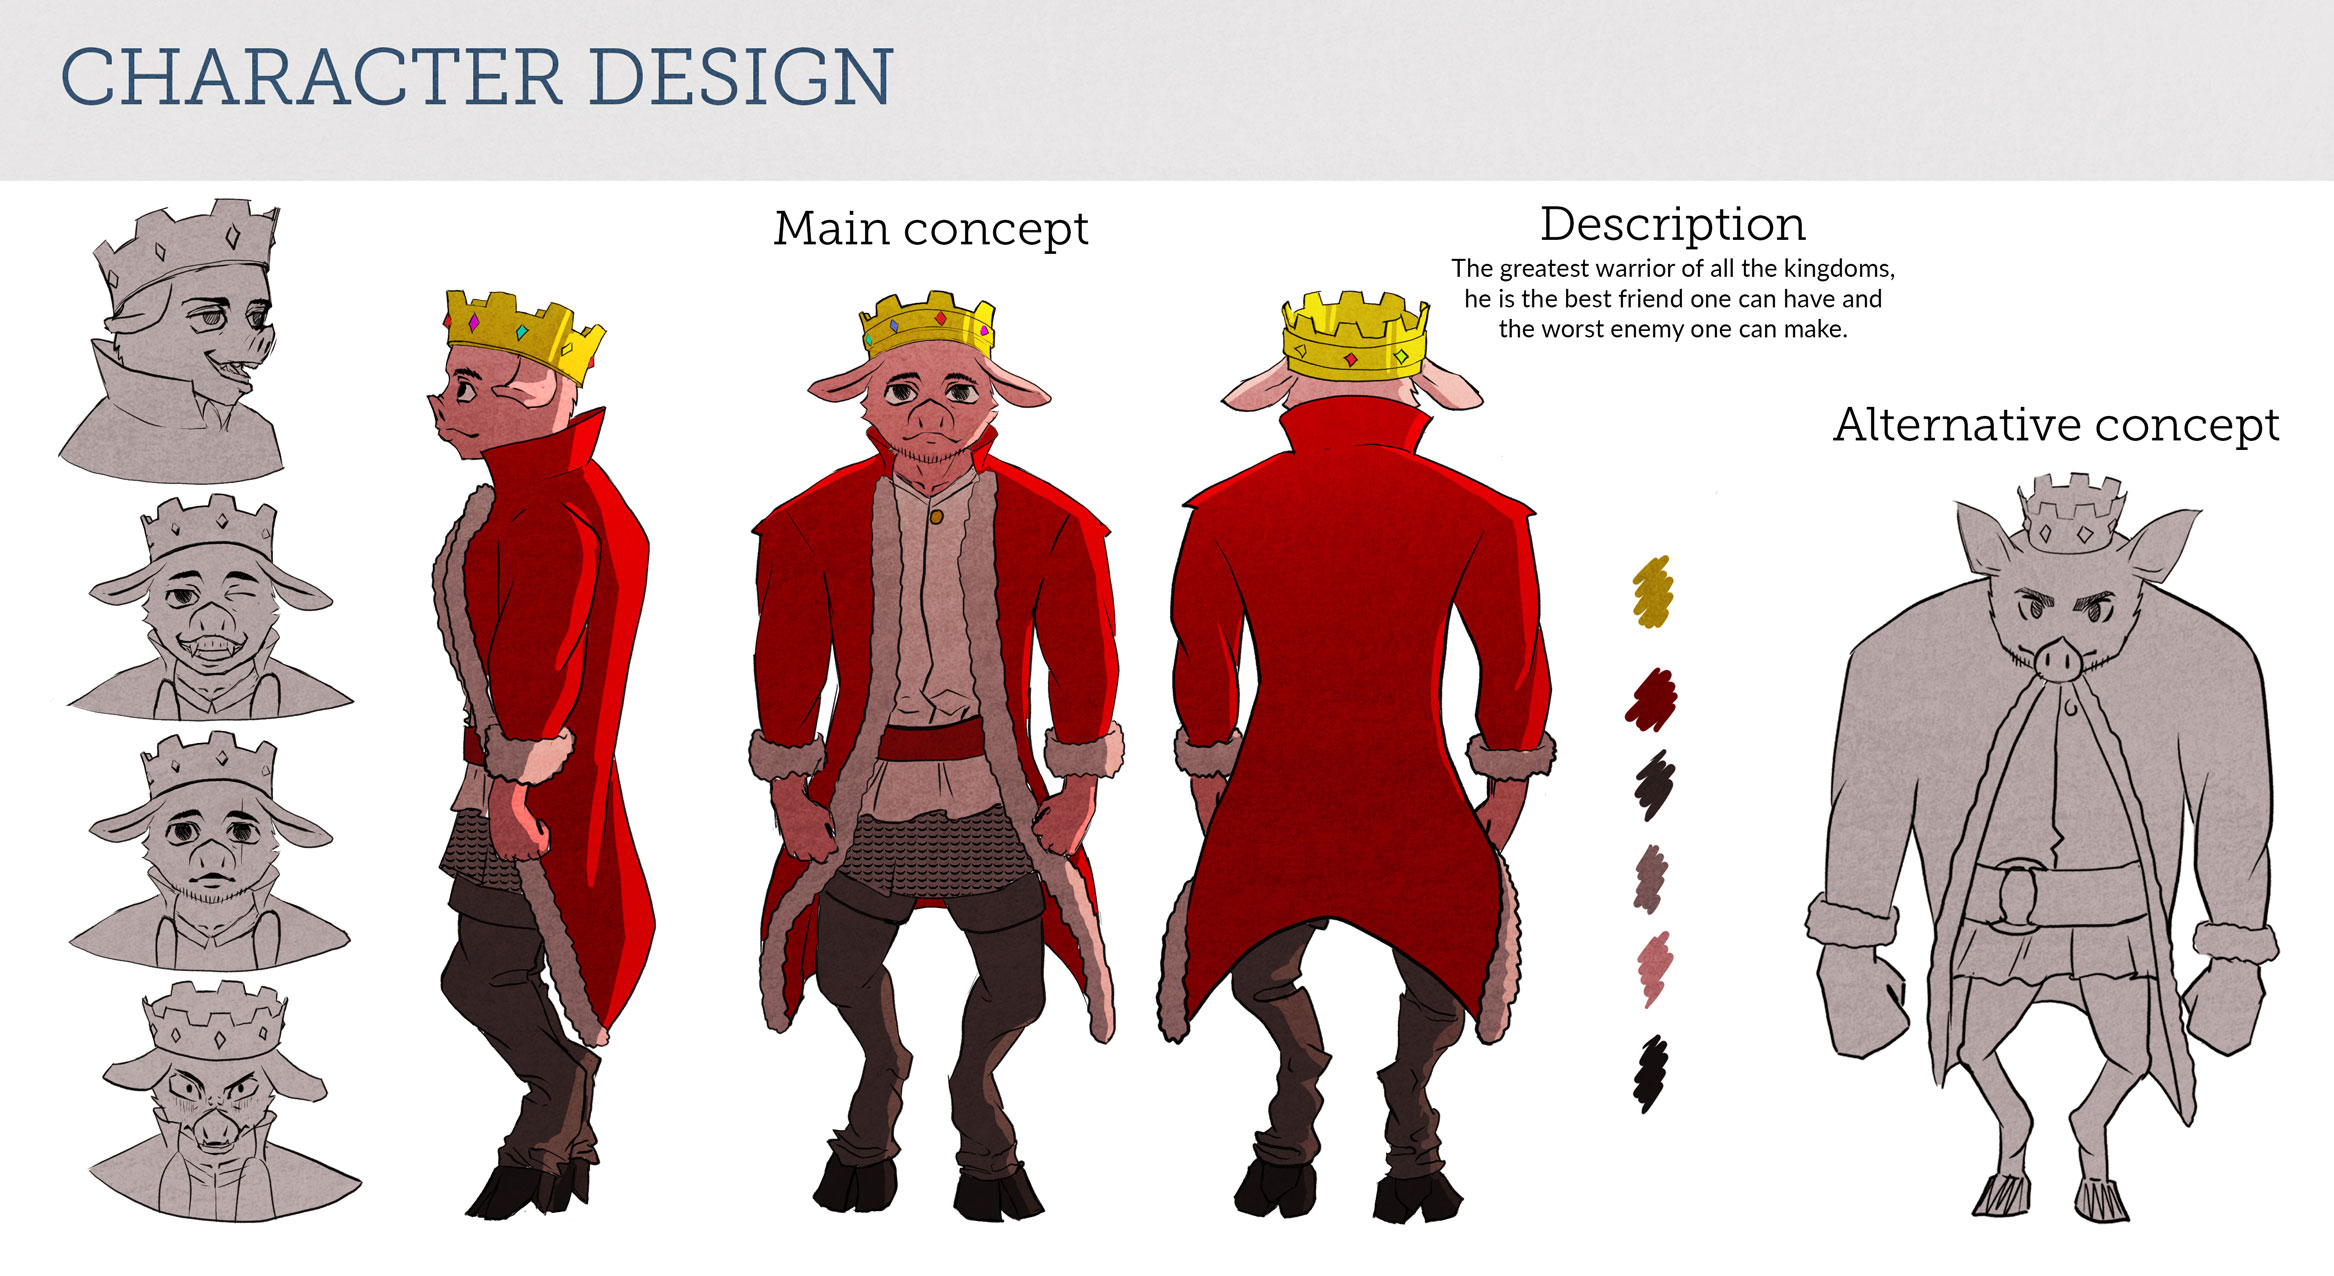 CHARACTER DESIGN
Main concept
Description
The greatest warrior of all the kingdoms,
he is the best friend one can have and
the worst enemy one can make.
Alternative concept